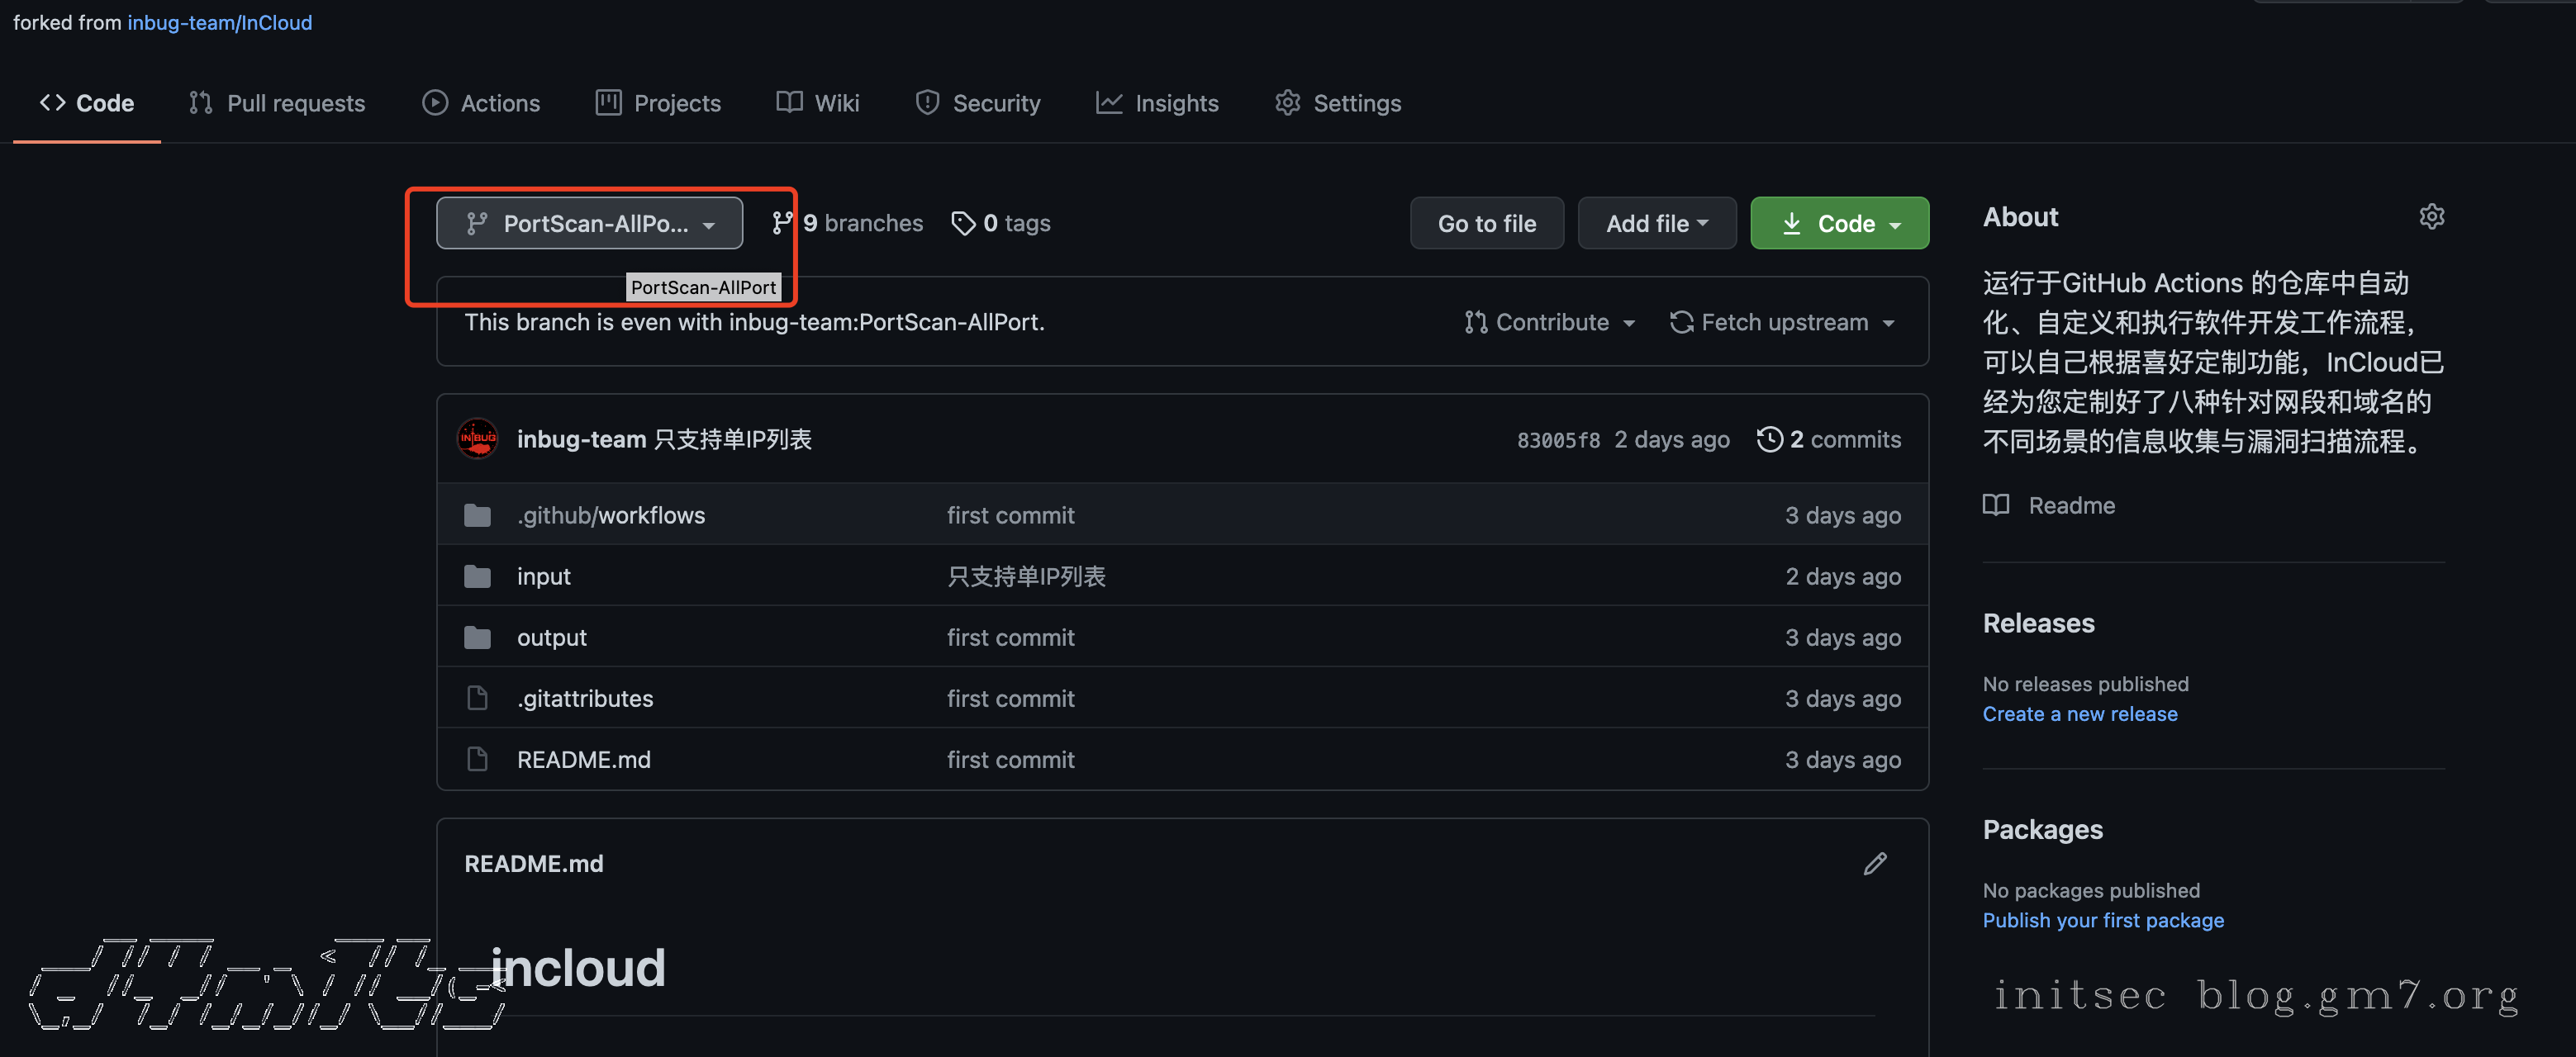 forked from inbug-team/InCloud
Code Pull requests Actions Projects Wiki Security Insights Settings
PortScan-AllPo... 9 branches 0 tags Go to file Add file Code
PortScan-AllPort
This branch is even with inbug-team:PortScan-AllPort. Contribute Fetch upstream
inbug-team 只支持单IP列表 83005f8 2 days ago 2 commits
.github/workflows first commit 3 days ago
input 只支持单IP列表 2 days ago
output first commit 3 days ago
.gitattributes first commit 3 days ago
README.md first commit 3 days ago
README.md
incloud
About
运行于GitHub Actions 的仓库中自动
化、自定义和执行软件开发工作流程，
可以自己根据喜好定制功能，InCloud已
经为您定制好了八种针对网段和域名的
不同场景的信息收集与漏洞扫描流程。
Readme
Releases
No releases published
Create a new release
Packages
No packages published
Publish your first package
initsec blog.gm7.org